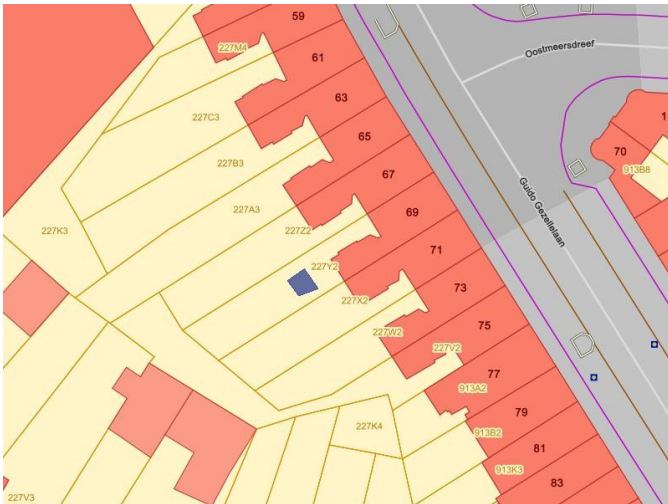 59
227M4
Oostmeersdreef
61
63
227C3
65
70
227B3
913B8
67
227A3
69
Guido Gezellelaan
227K3
227Z2
71
227Y2
73
227X2
75
227W2
227V2
77
913A2
79
227K4
913B2
81
913K3
83
227V3